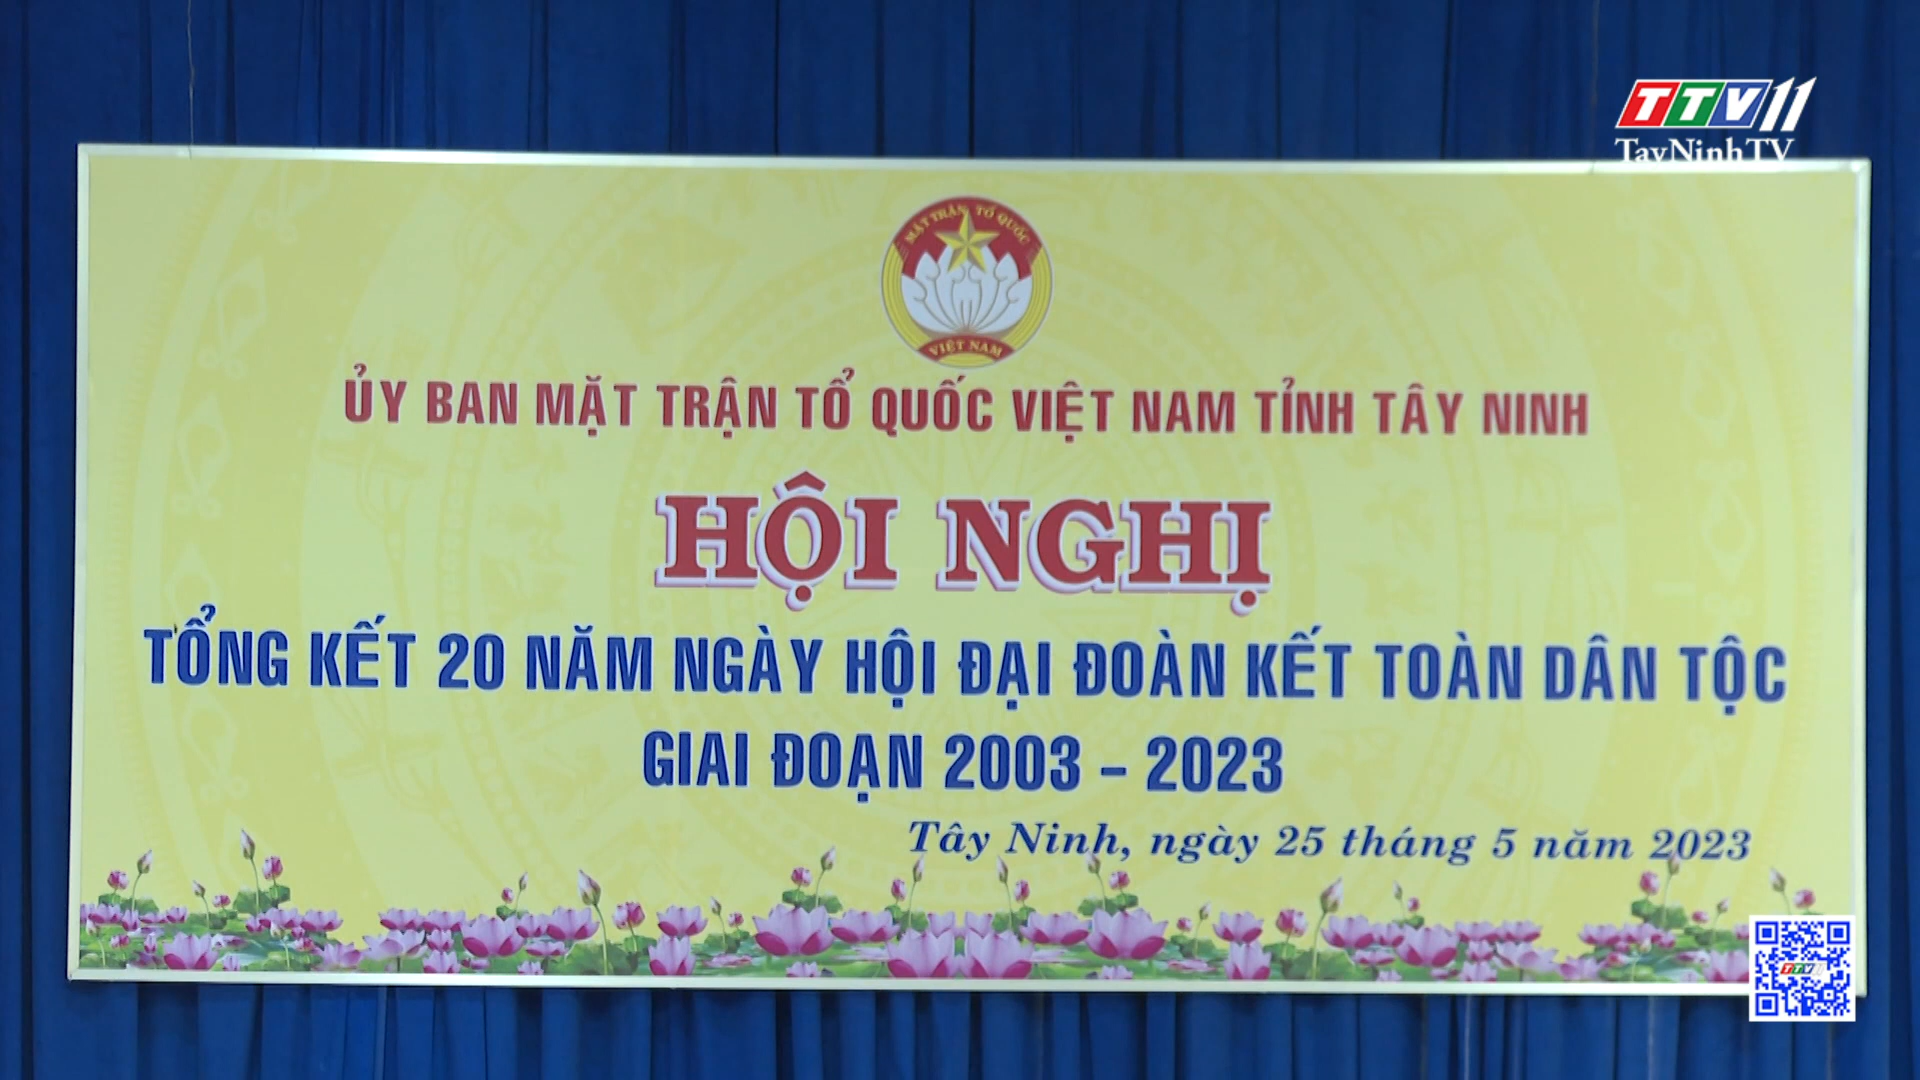 TTV11
TayNinhTV
MẶT TRẬN TỔ QUỐC
VIỆT NAM
ỦY BAN MẶT TRẬN TỔ QUỐC VIỆT NAM TỈNH TÂY NINH
HỘI NGHỊ
TỔNG KẾT 20 NĂM NGÀY HỘI ĐẠI ĐOÀN KẾT TOÀN DÂN TỘC
GIAI ĐOẠN 2003 - 2023
Tây Ninh, ngày 25 tháng 5 năm 2023
TTV11